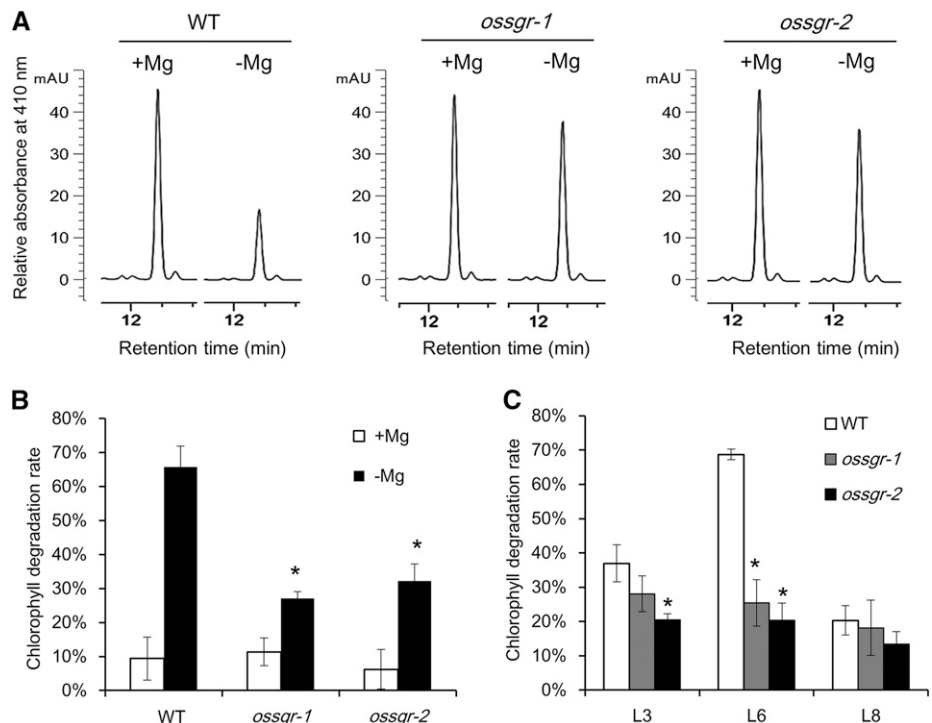 A
WT
ossgr-1
ossgr-2
+Mg -Mg
+Mg -Mg
+Mg -Mg
Relative absorbance at 410 nm
mAU
40
30
20
10
0
12 12
Retention time (min)
mAU
40
30
20
10
0
12 12
Retention time (min)
mAU
40
30
20
10
0
12 12
Retention time (min)
B
Chlorophyll degradation rate
80%
70%
60%
50%
40%
30%
20%
10%
0%
+Mg
-Mg
* *
WT ossgr-1 ossgr-2
C
Chlorophyll degradation rate
80%
70%
60%
50%
40%
30%
20%
10%
0%
WT
ossgr-1
ossgr-2
* * *
L3 L6 L8